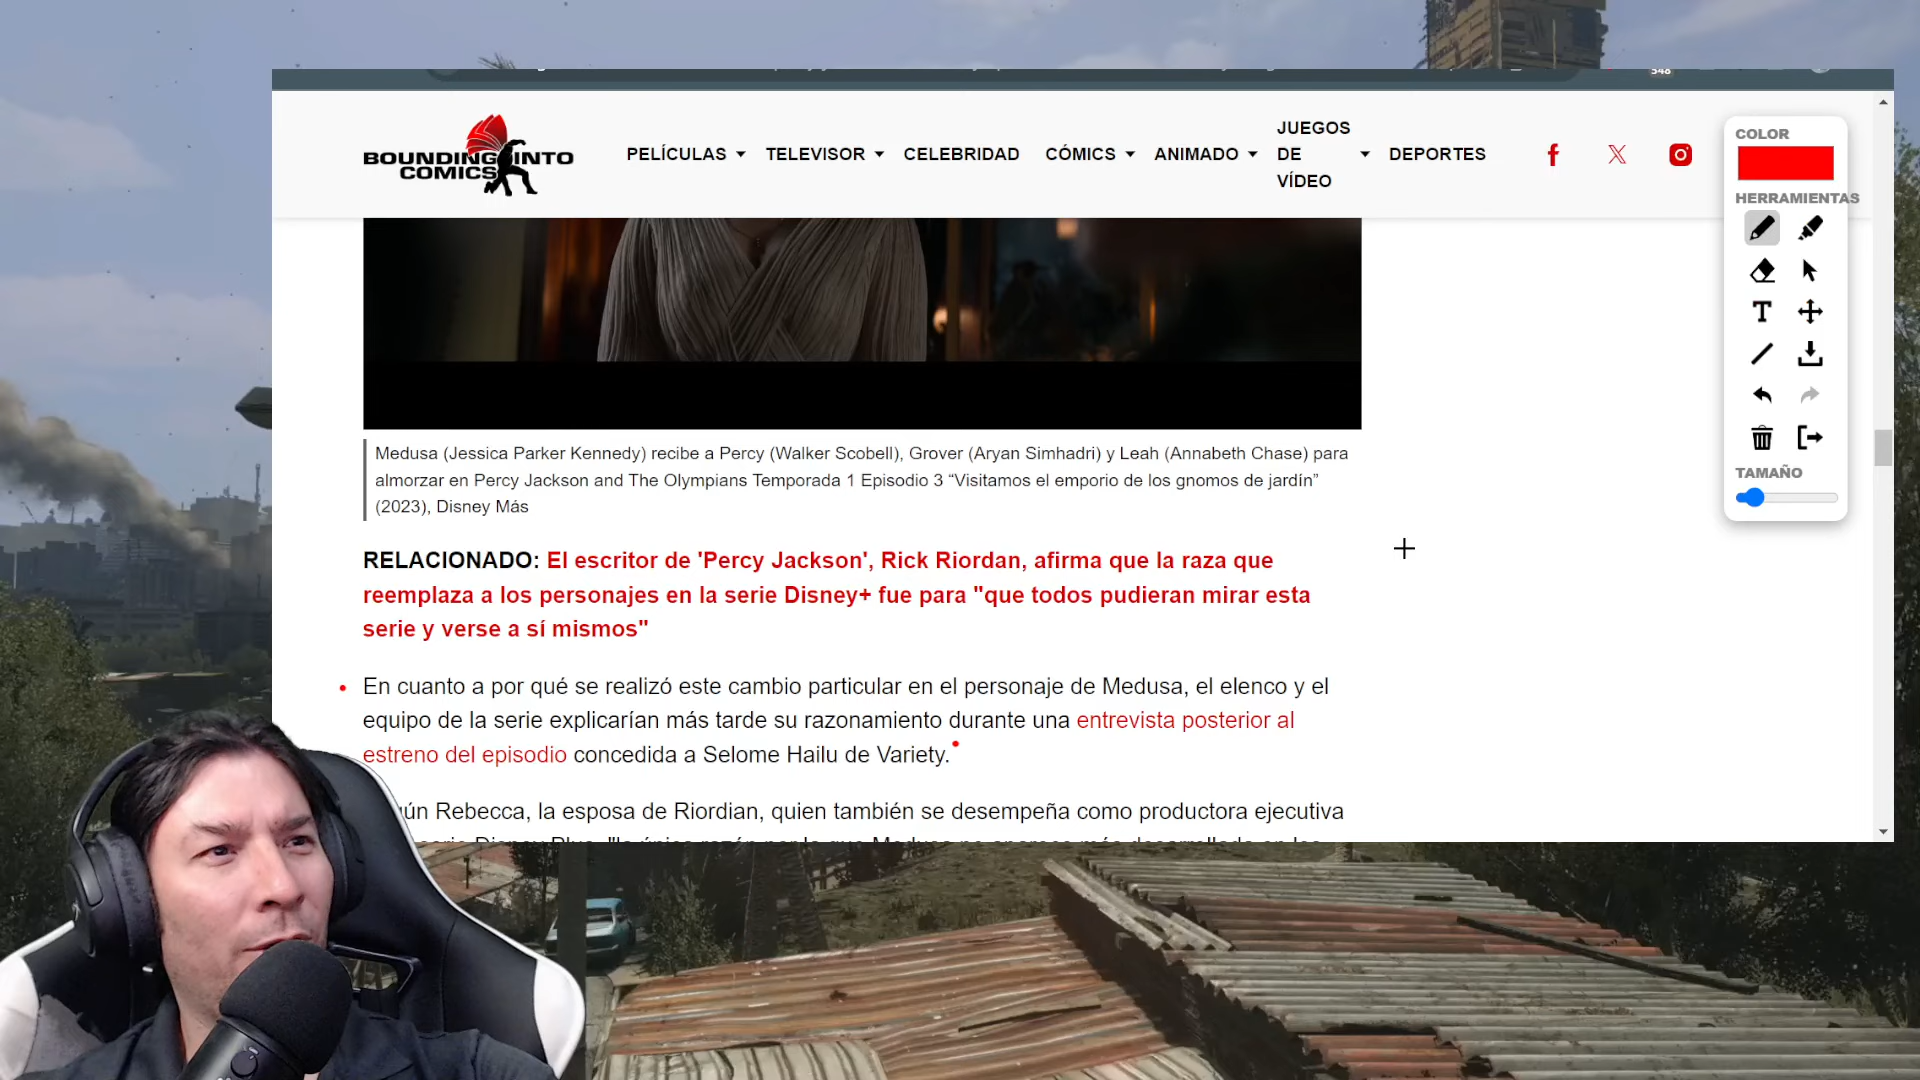 548
BOUNDING INTO
COMICS
PELÍCULAS
TELEVISOR
CELEBRIDAD
CÓMICS
ANIMADO
JUEGOS
DE
VÍDEO
DEPORTES
COLOR
HERRAMIENTAS
TAMAÑO
Medusa (Jessica Parker Kennedy) recibe a Percy (Walker Scobell), Grover (Aryan Simhadri) y Leah (Annabeth Chase) para
almorzar en Percy Jackson and The Olympians Temporada 1 Episodio 3 “Visitamos el emporio de los gnomos de jardín”
(2023), Disney Más
RELACIONADO: El escritor de 'Percy Jackson', Rick Riordan, afirma que la raza que
reemplaza a los personajes en la serie Disney+ fue para "que todos pudieran mirar esta
serie y verse a sí mismos"
En cuanto a por qué se realizó este cambio particular en el personaje de Medusa, el elenco y el
equipo de la serie explicarían más tarde su razonamiento durante una entrevista posterior al
estreno del episodio concedida a Selome Hailu de Variety.
Rebecca, la esposa de Riordian, quien también se desempeña como productora ejecutiva